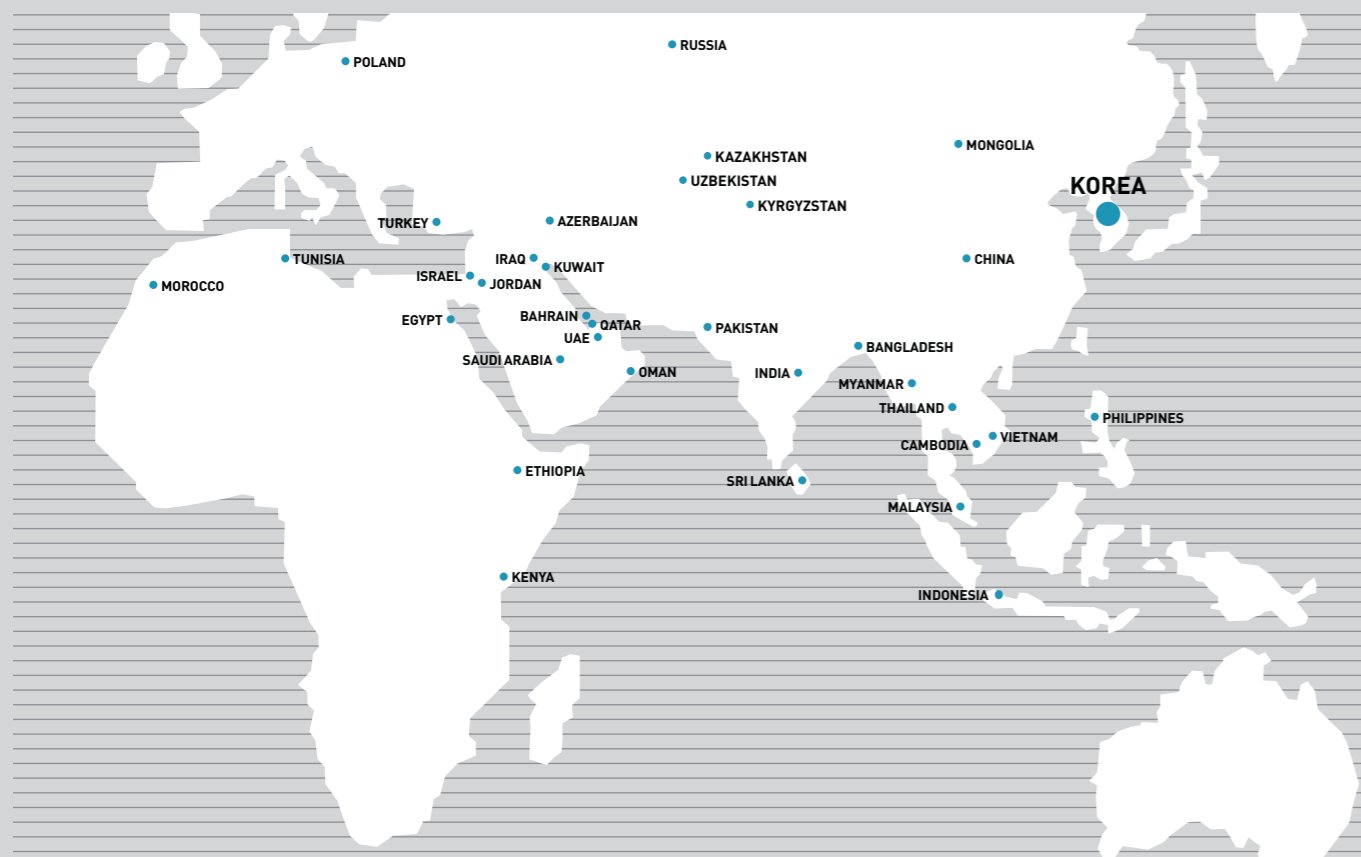 RUSSIA
POLAND
MONGOLIA
KAZAKHSTAN
UZBEKISTAN
KOREA
KYRGYZSTAN
TURKEY
AZERBAIJAN
TUNISIA
IRAQ
KUWAIT
CHINA
ISRAEL
JORDAN
MOROCCO
EGYPT
BAHRAIN
QATAR
PAKISTAN
UAE
BANGLADESH
SAUDI ARABIA
OMAN
INDIA
MYANMAR
THAILAND
PHILIPPINES
CAMBODIA
VIETNAM
ETHIOPIA
SRI LANKA
MALAYSIA
KENYA
INDONESIA